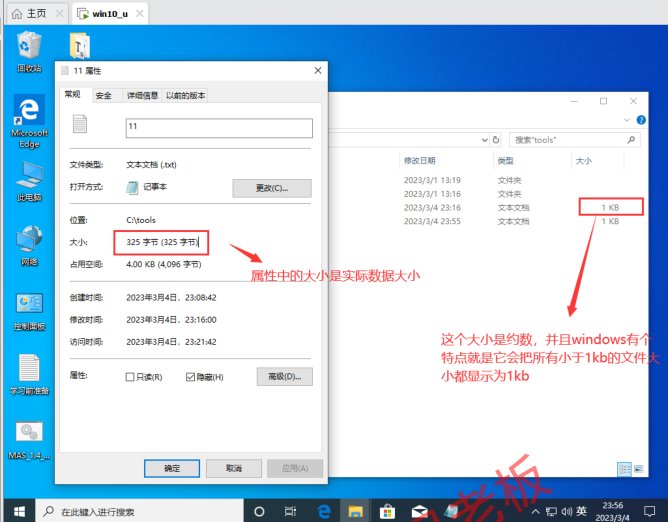 主页
win10_u
回收站
Microsoft
Edge
此电脑
网络
控制面板
学习前准备
MAS_1.4_...
11 属性
常规
安全
详细信息
以前的版本
11
文件类型:
文本文档 (.txt)
打开方式:
记事本
更改(C)...
位置:
C:\tools
大小:
325 字节 (325 字节)
占用空间:
4.00 KB (4,096 字节)
创建时间:
2023年3月4日，23:08:42
修改时间:
2023年3月4日，23:16:00
访问时间:
2023年3月4日，23:21:42
属性:
只读(R)
隐藏(H)
高级(D)...
确定
取消
应用(A)
搜索"tools"
修改日期
类型
大小
2023/3/1 13:19
文件夹
2023/3/1 13:16
文件夹
2023/3/4 23:16
文本文档
1 KB
2023/3/4 23:55
文本文档
1 KB
属性中的大小是实际数据大小
这个大小是约数，并且windows有个
特点就是它会把所有小于1kb的文件大
小都显示为1kb
老板
在这里输入你要搜索的内容
英
23:56
2023/3/4